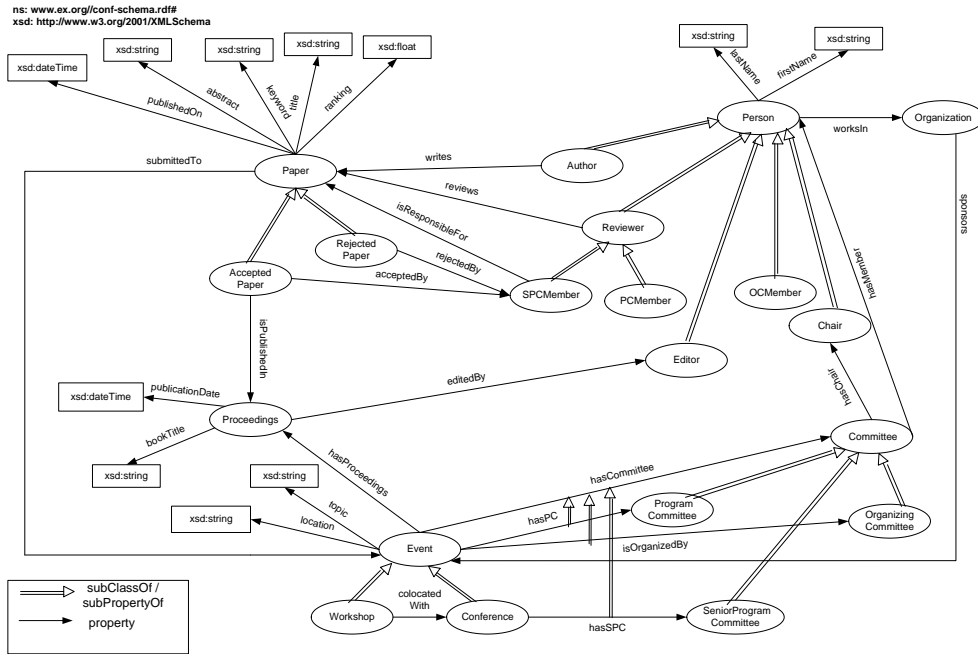 ns: www.ex.org//conf-schema.rdf#
xsd: http://www.w3.org/2001/XMLSchema
xsd:string
xsd:string
xsd:string
xsd:string
xsd:float
xsd:string
xsd:string
xsd:dateTime
publishedOn
abstract
keyword
title
ranking
lastName
firstName
Person
worksIn
Organization
submittedTo
Paper
writes
Author
reviews
isResponsibleFor
Reviewer
sponsors
hasMember
Rejected
Paper
rejectedBy
Accepted
Paper
acceptedBy
SPCMember
PCMember
OCMember
Chair
isPublishedIn
Editor
hasChair
editedBy
publicationDate
xsd:dateTime
Proceedings
bookTitle
xsd:string
Committee
hasProceedings
hasCommittee
xsd:string
topic
xsd:string
location
hasPC
Program
Committee
Organizing
Committee
Event
isOrganizedBy
subClassOf /
subPropertyOf
property
Workshop
colocated
With
Conference
hasSPC
SeniorProgram
Committee